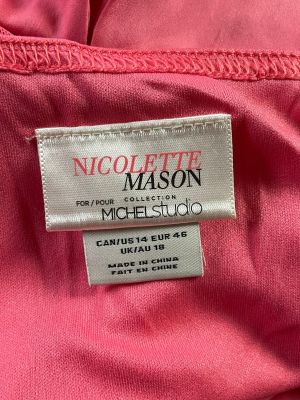 NICOLETTE
MASON
FOR/POUR COLLECTION
MICHELstudio
CAN/US 14 EUR 46
UK/AU 18
MADE IN CHINA
FAIT EN CHINE